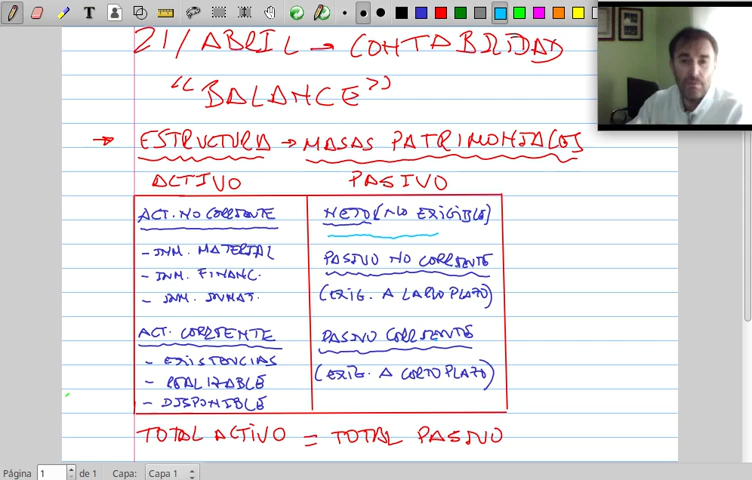 21/ABRIL → CONTABILIDAD
"BALANCE"
→ ESTRUCTURA → MASAS PATRIMONIALES
ACTIVO PASIVO
ACT. NO CORRIENTE
- INM. MATERIAL
- INM. FINANC.
- INM. INMAT.
ACT. CORRIENTE
- EXISTENCIAS
- REALIZABLE
- DISPONIBLE
NETO (NO EXIGIBLE)
PASIVO NO CORRIENTE
(EXIG. A LARGO PLAZO)
PASIVO CORRIENTE
(EXIG. A CORTO PLAZO)
TOTAL ACTIVO = TOTAL PASIVO
T
Página 1 de 1 Capa: Capa 1